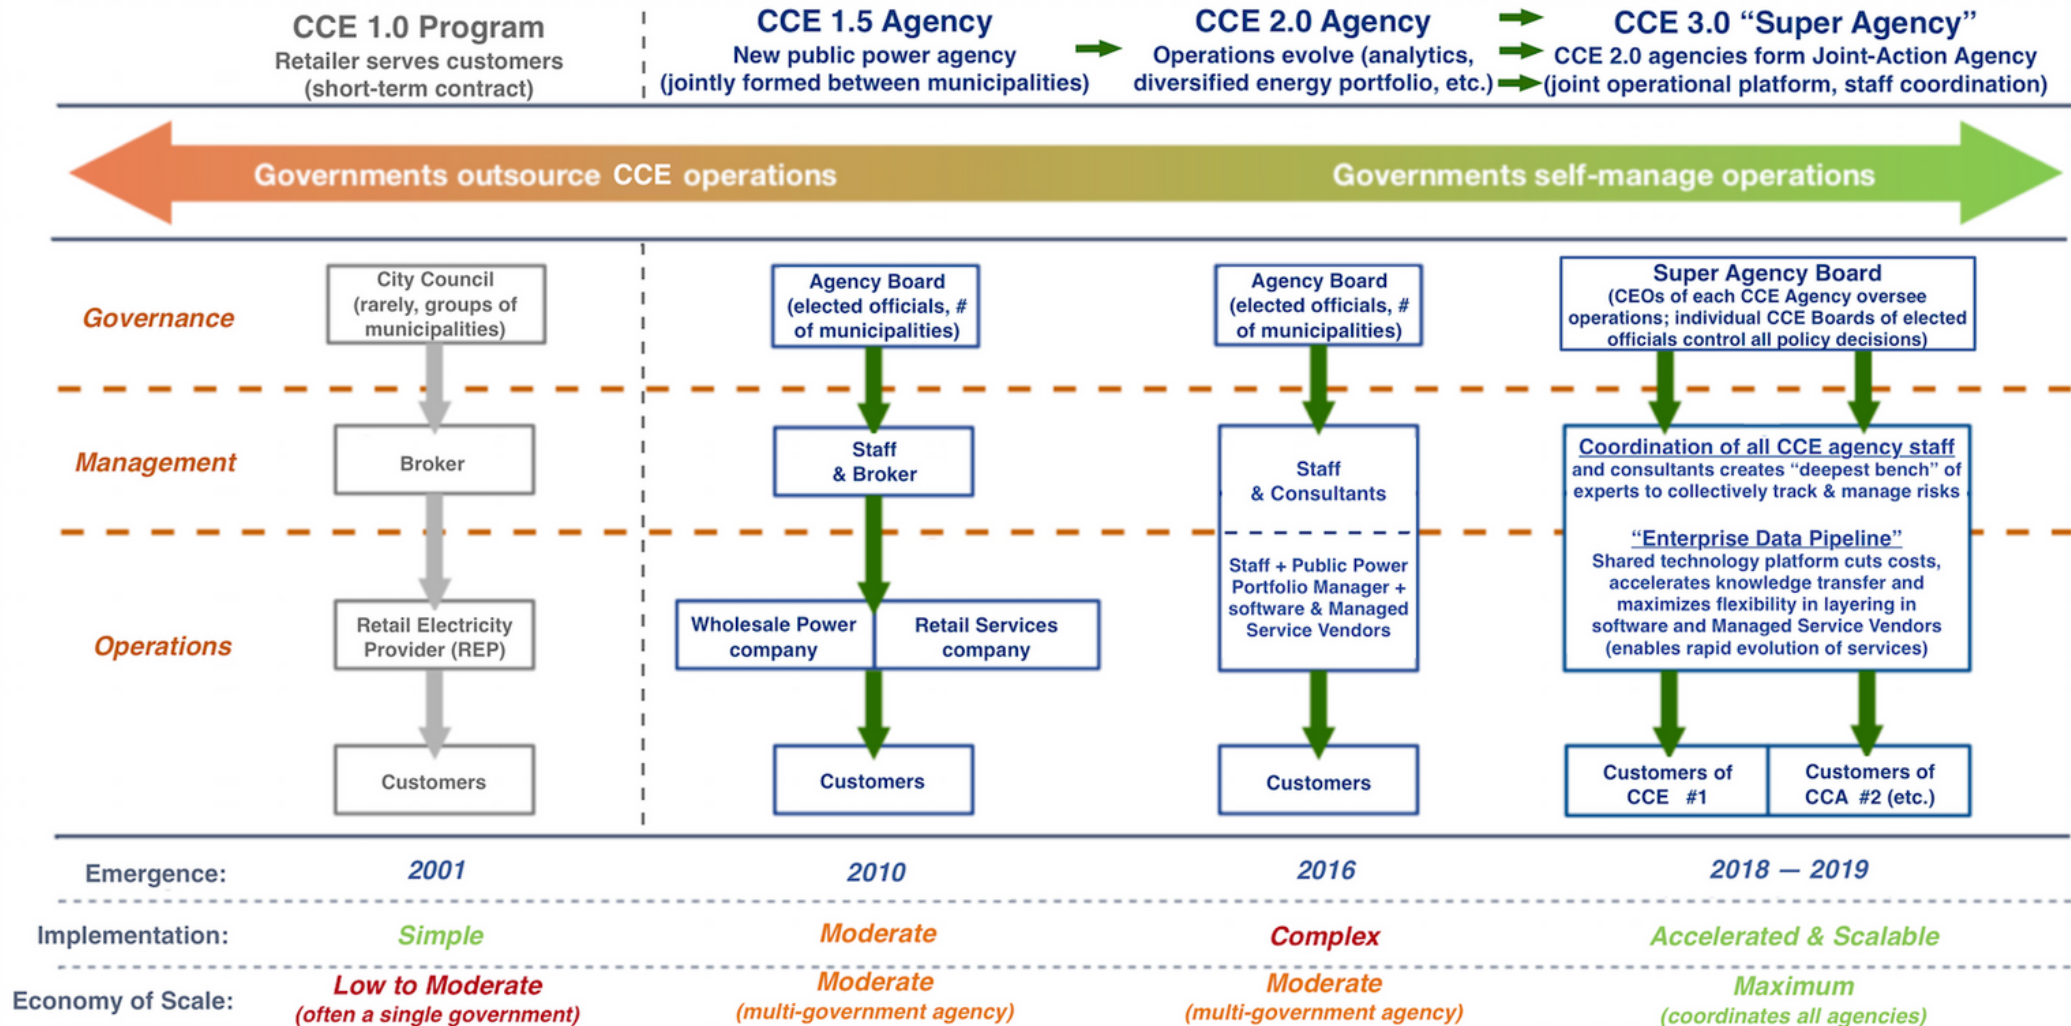 CCE 1.0 Program
Retailer serves customers
(short-term contract)
CCE 1.5 Agency
New public power agency
(jointly formed between municipalities)
CCE 2.0 Agency
Operations evolve (analytics,
diversified energy portfolio, etc.)
CCE 3.0 “Super Agency”
CCE 2.0 agencies form Joint-Action Agency
(joint operational platform, staff coordination)
Governments outsource CCE operations
Governments self-manage operations
Governance
City Council
(rarely, groups of
municipalities)
Agency Board
(elected officials, #
of municipalities)
Agency Board
(elected officials, #
of municipalities)
Super Agency Board
(CEOs of each CCE Agency oversee
operations; individual CCE Boards of elected
officials control all policy decisions)
Management
Broker
Staff
& Broker
Staff
& Consultants
Coordination of all CCE agency staff
and consultants creates “deepest bench” of
experts to collectively track & manage risks
Operations
Retail Electricity
Provider (REP)
Wholesale Power
company
Retail Services
company
Staff + Public Power
Portfolio Manager +
software & Managed
Service Vendors
“Enterprise Data Pipeline”
Shared technology platform cuts costs,
accelerates knowledge transfer and
maximizes flexibility in layering in
software and Managed Service Vendors
(enables rapid evolution of services)
Customers
Customers
Customers
Customers of
CCE #1
Customers of
CCA #2 (etc.)
Emergence:
2001
2010
2016
2018 — 2019
Implementation:
Simple
Moderate
Complex
Accelerated & Scalable
Economy of Scale:
Low to Moderate
(often a single government)
Moderate
(multi-government agency)
Moderate
(multi-government agency)
Maximum
(coordinates all agencies)